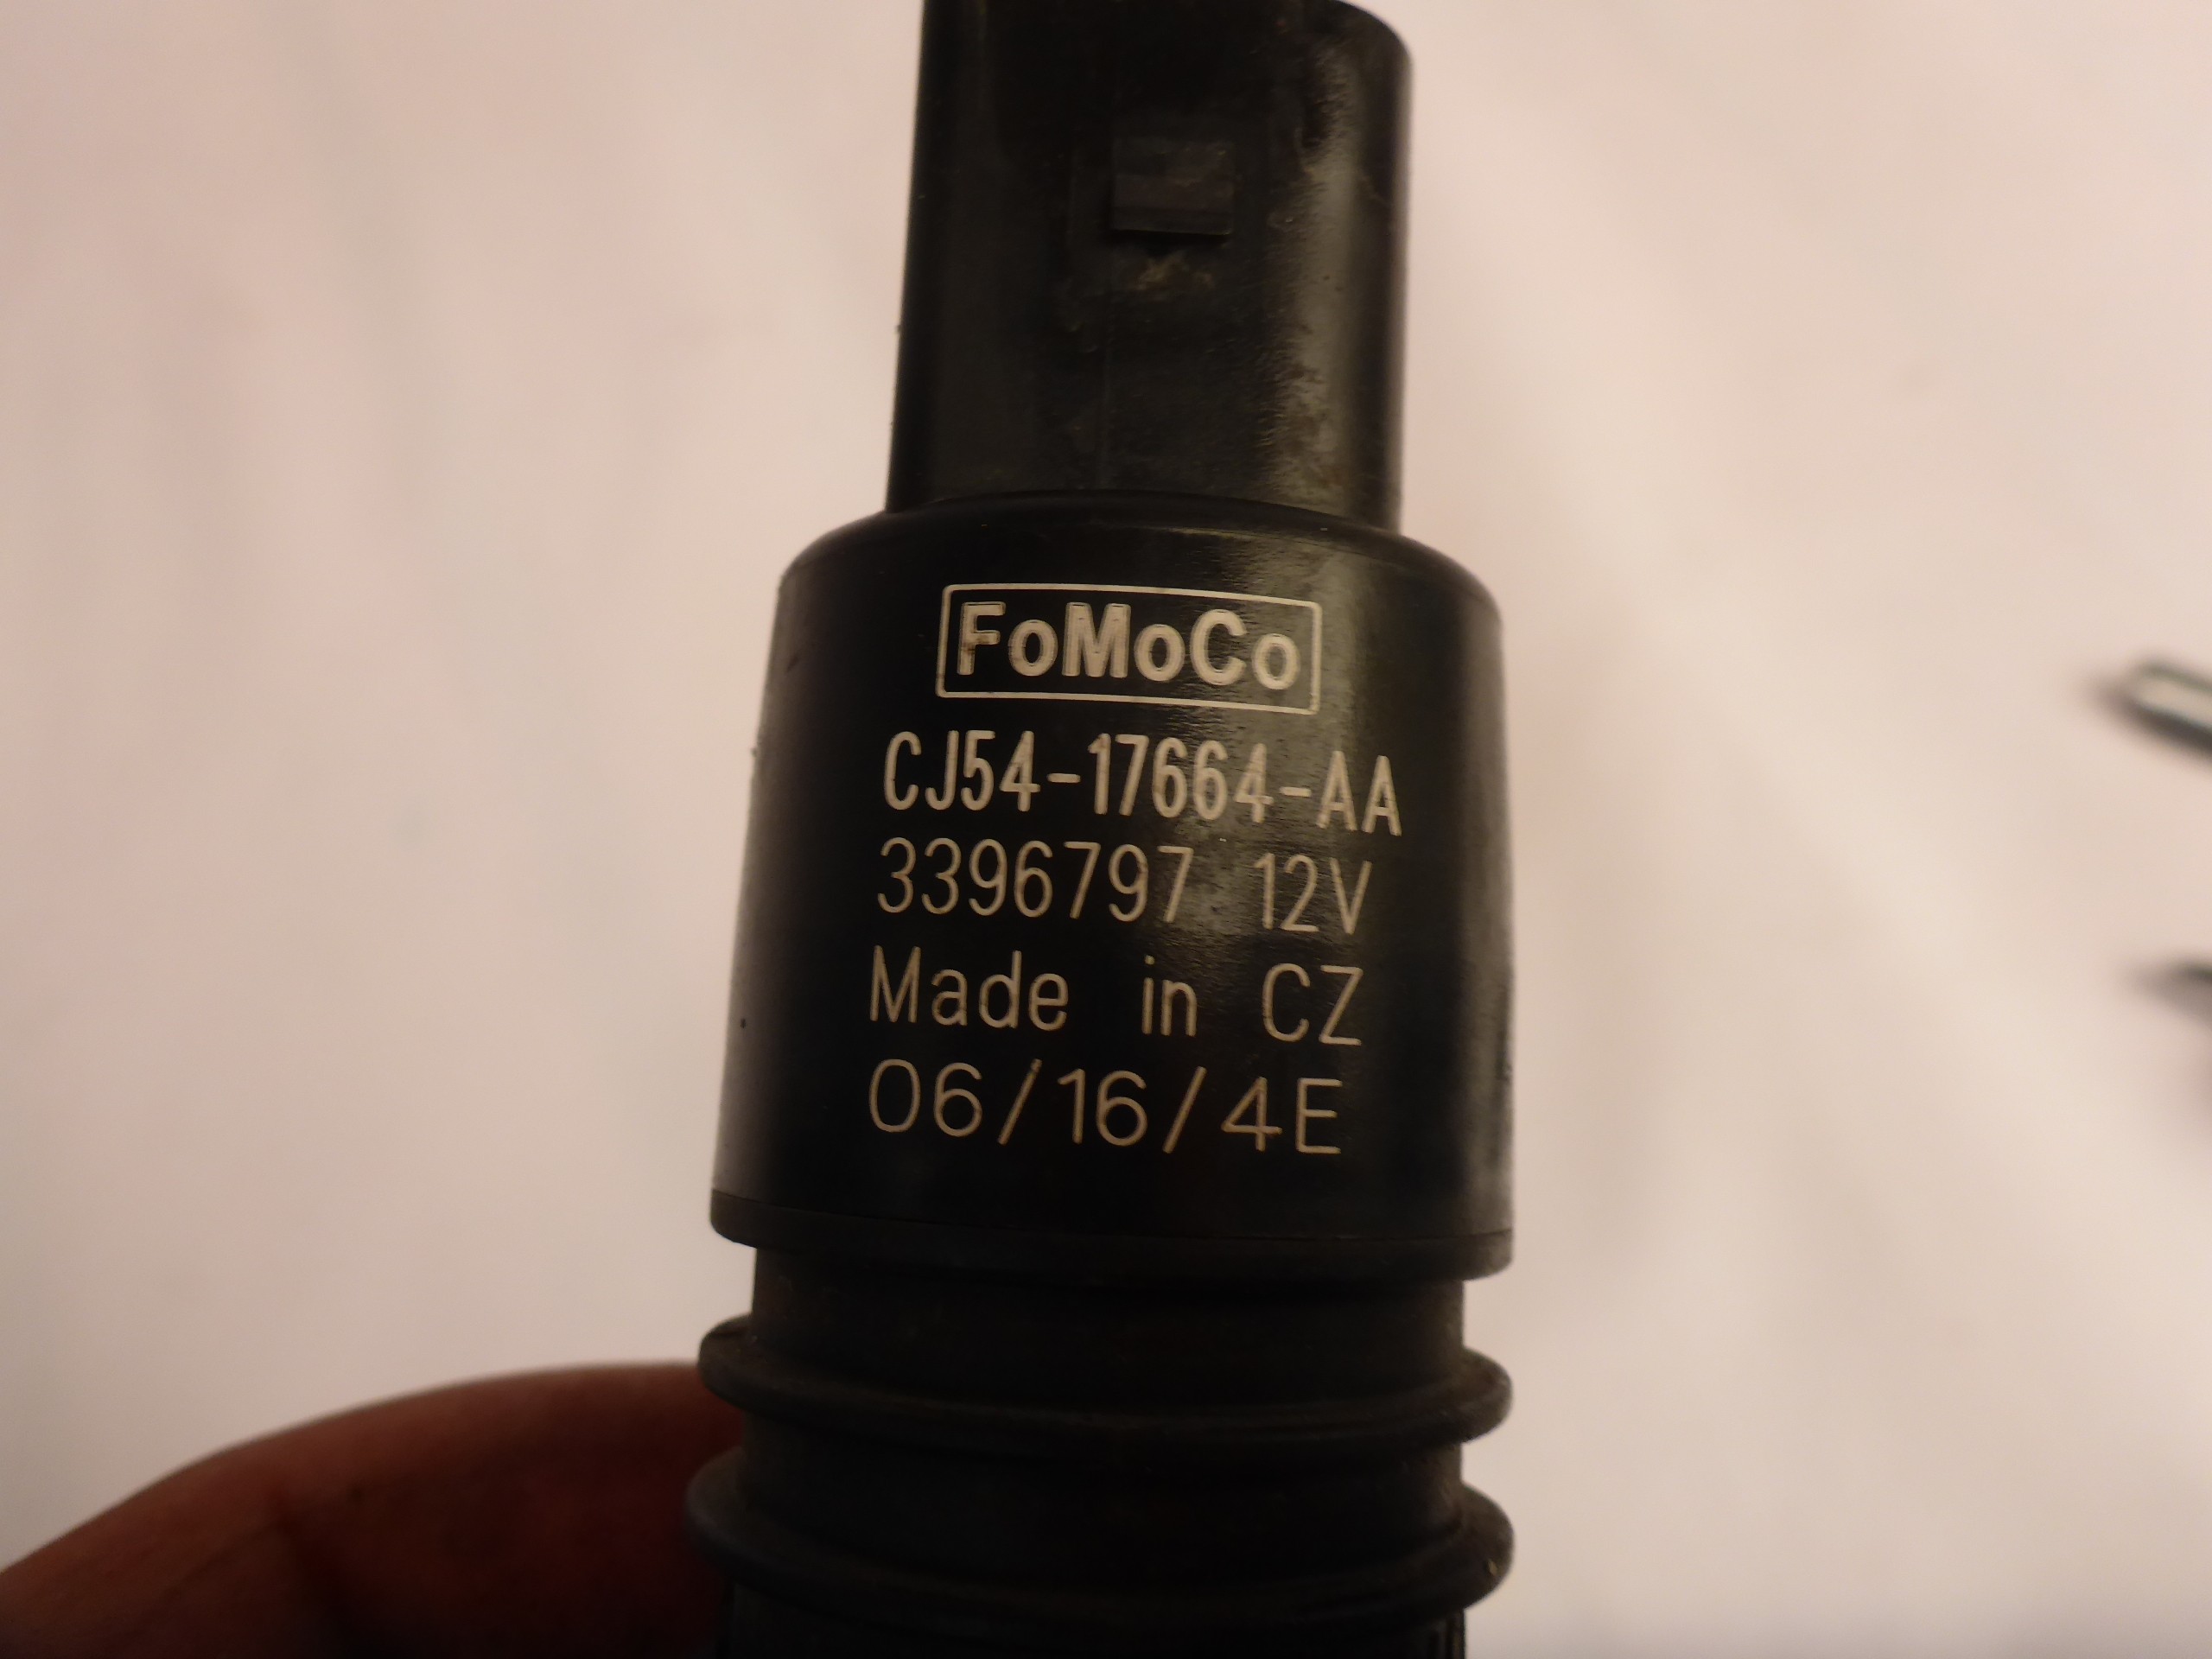 FoMoCo
CJ54-17664-AA
3396797 12V
Made in CZ
06/16/4E